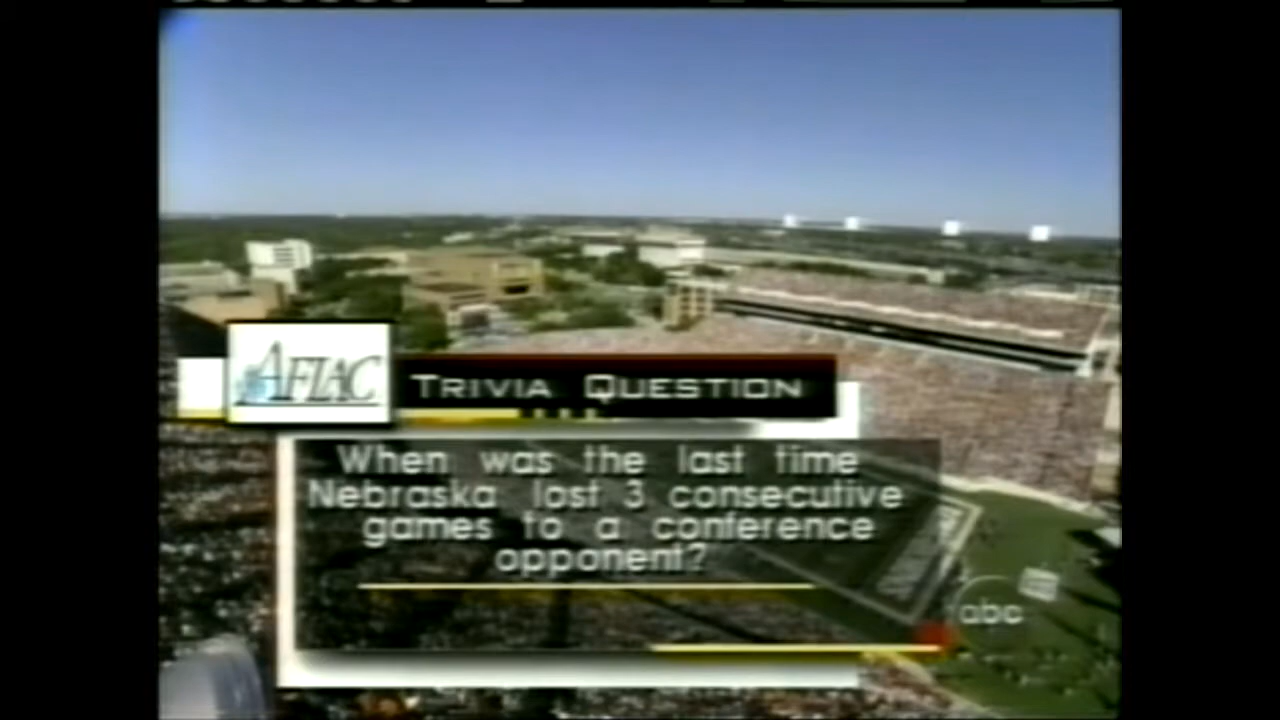 AFLAC
TRIVIA QUESTION
When was the last time
Nebraska lost 3 consecutive
games to a conference
opponent?
abc